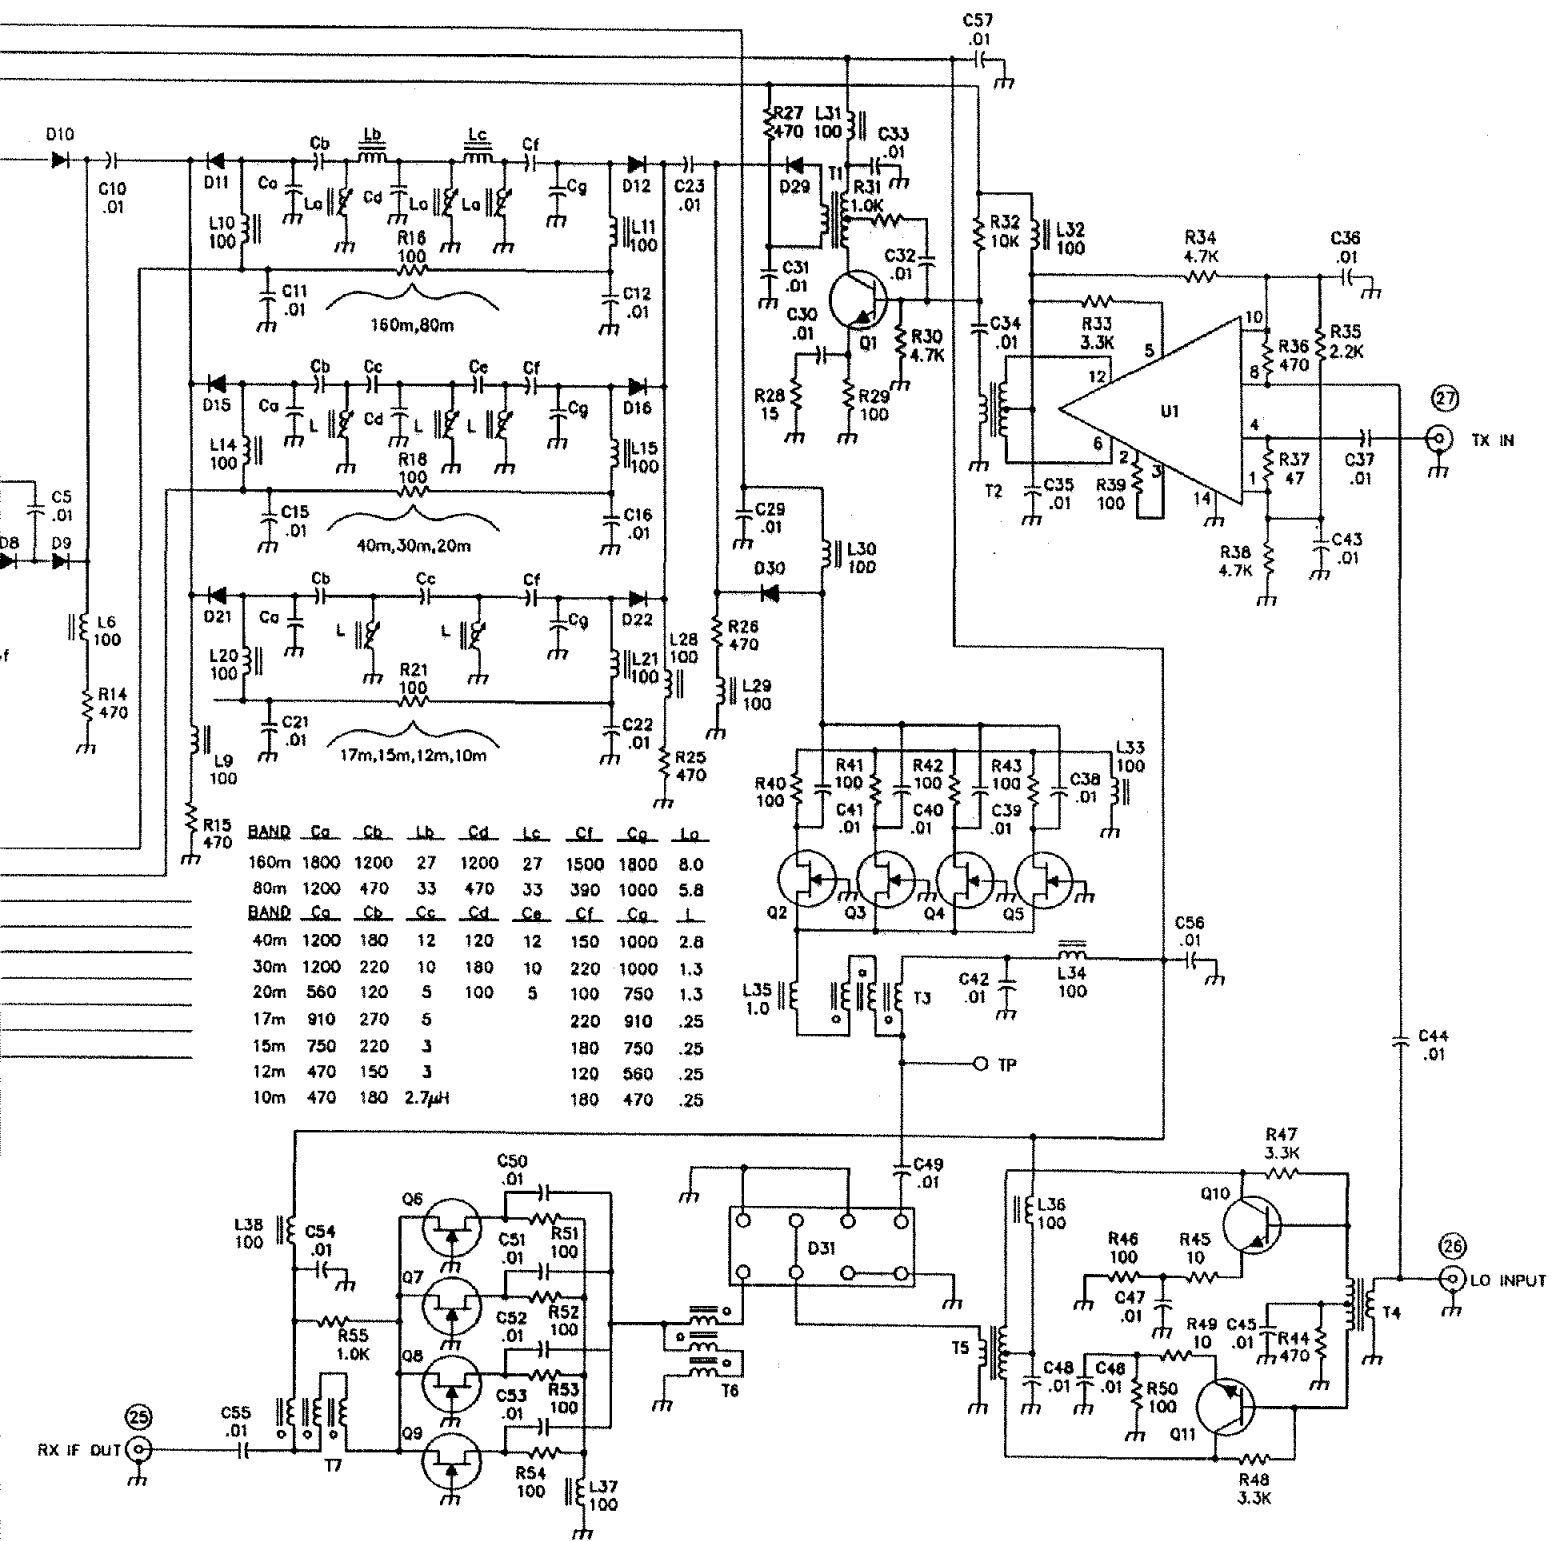 C57
.01
D10
C10
.01
D11
Ca
Cb
Lb
La
Cd
Lc
La
La
Cf
Cg
D12
C23
.01
D29
R27
470
L31
100
C33
.01
T1
R31
1.0K
L10
100
R16
100
L11
100
C11
.01
C12
.01
160m,80m
C31
.01
C32
.01
R32
10K
L32
100
R34
4.7K
C36
.01
C30
.01
Q1
R30
4.7K
C34
.01
R33
3.3K
5
10
R36
470
R35
2.2K
12
8
U1
6
4
2
3
1
14
D15
Ca
Cb
Cc
L
Cd
L
Ce
L
Cf
Cg
D16
R28
15
R29
100
27
TX IN
L14
100
R18
100
L15
100
T2
C35
.01
R39
100
R37
47
C37
.01
C5
.01
D8
D9
C15
.01
C16
.01
40m,30m,20m
C29
.01
L30
100
R38
4.7K
C43
.01
D30
D21
Ca
Cb
L
Cc
L
Cf
Cg
D22
L6
100
R14
470
L20
100
R21
100
L21
100
L28
100
R26
470
L29
100
C21
.01
C22
.01
17m,15m,12m,10m
L9
100
R25
470
R15
470
R40
100
R41
100
R42
100
R43
100
C38
.01
L33
100
C41
.01
C40
.01
C39
.01
Q2
Q3
Q4
Q5
BAND Ca Cb Lb Cd Lc Cf Cg La
160m 1800 1200 27 1200 27 1500 1800 8.0
80m 1200 470 33 470 33 390 1000 5.8
BAND Ca Cb Cc Cd Ce Cf Cg L
40m 1200 180 12 120 12 150 1000 2.8
30m 1200 220 10 180 10 220 1000 1.3
20m 560 120 5 100 5 100 750 1.3
17m 910 270 5 220 910 .25
15m 750 220 3 180 750 .25
12m 470 150 3 120 560 .25
10m 470 180 2.7µH 180 470 .25
C56
.01
L35
1.0
T3
C42
.01
L34
100
TP
C44
.01
C49
.01
D31
L36
100
R47
3.3K
Q10
R46
100
R45
10
C47
.01
R49
10
C45
.01
R44
470
T4
26
LO INPUT
T5
C48
.01
C46
.01
R50
100
Q11
R48
3.3K
L38
100
C54
.01
Q6
C50
.01
R51
100
Q7
C51
.01
R52
100
R55
1.0K
Q8
C52
.01
R53
100
Q9
C53
.01
R54
100
L37
100
T6
25
RX IF OUT
C55
.01
T7